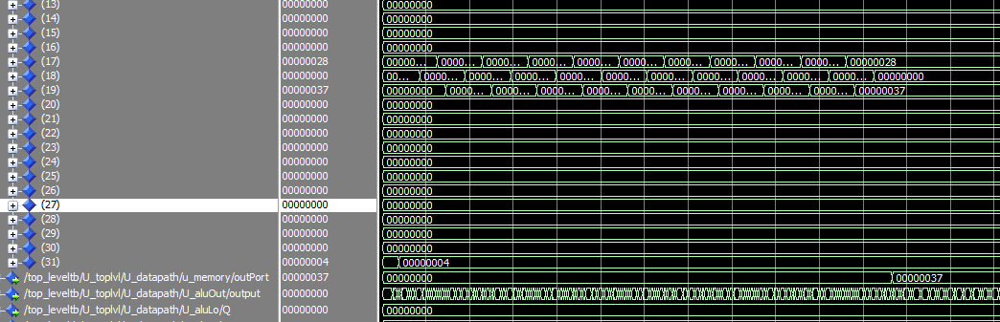 (13) 00000000 00000000
(14) 00000000 00000000
(15) 00000000 00000000
(16) 00000000 00000000
(17) 00000028 00000... 0000... 0000... 0000... 0000... 0000... 0000... 0000... 0000... 0000... 00000028
(18) 00000000 00... 0000... 0000... 0000... 0000... 0000... 0000... 0000... 0000... 0000... 0000... 00000000
(19) 00000037 00000000 0000... 0000... 0000... 0000... 0000... 0000... 0000... 0000... 0000... 00000037
(20) 00000000 00000000
(21) 00000000 00000000
(22) 00000000 00000000
(23) 00000000 00000000
(24) 00000000 00000000
(25) 00000000 00000000
(26) 00000000 00000000
(27) 00000000 00000000
(28) 00000000 00000000
(29) 00000000 00000000
(30) 00000000 00000000
(31) 00000004 00000004
/top_leveltb/U_toplvl/U_datapath/u_memory/outPort 00000037 00000000 00000037
/top_leveltb/U_toplvl/U_datapath/U_aluOut/output 00000000
/top_leveltb/U_toplvl/U_datapath/U_aluLo/Q 00000000 00000000